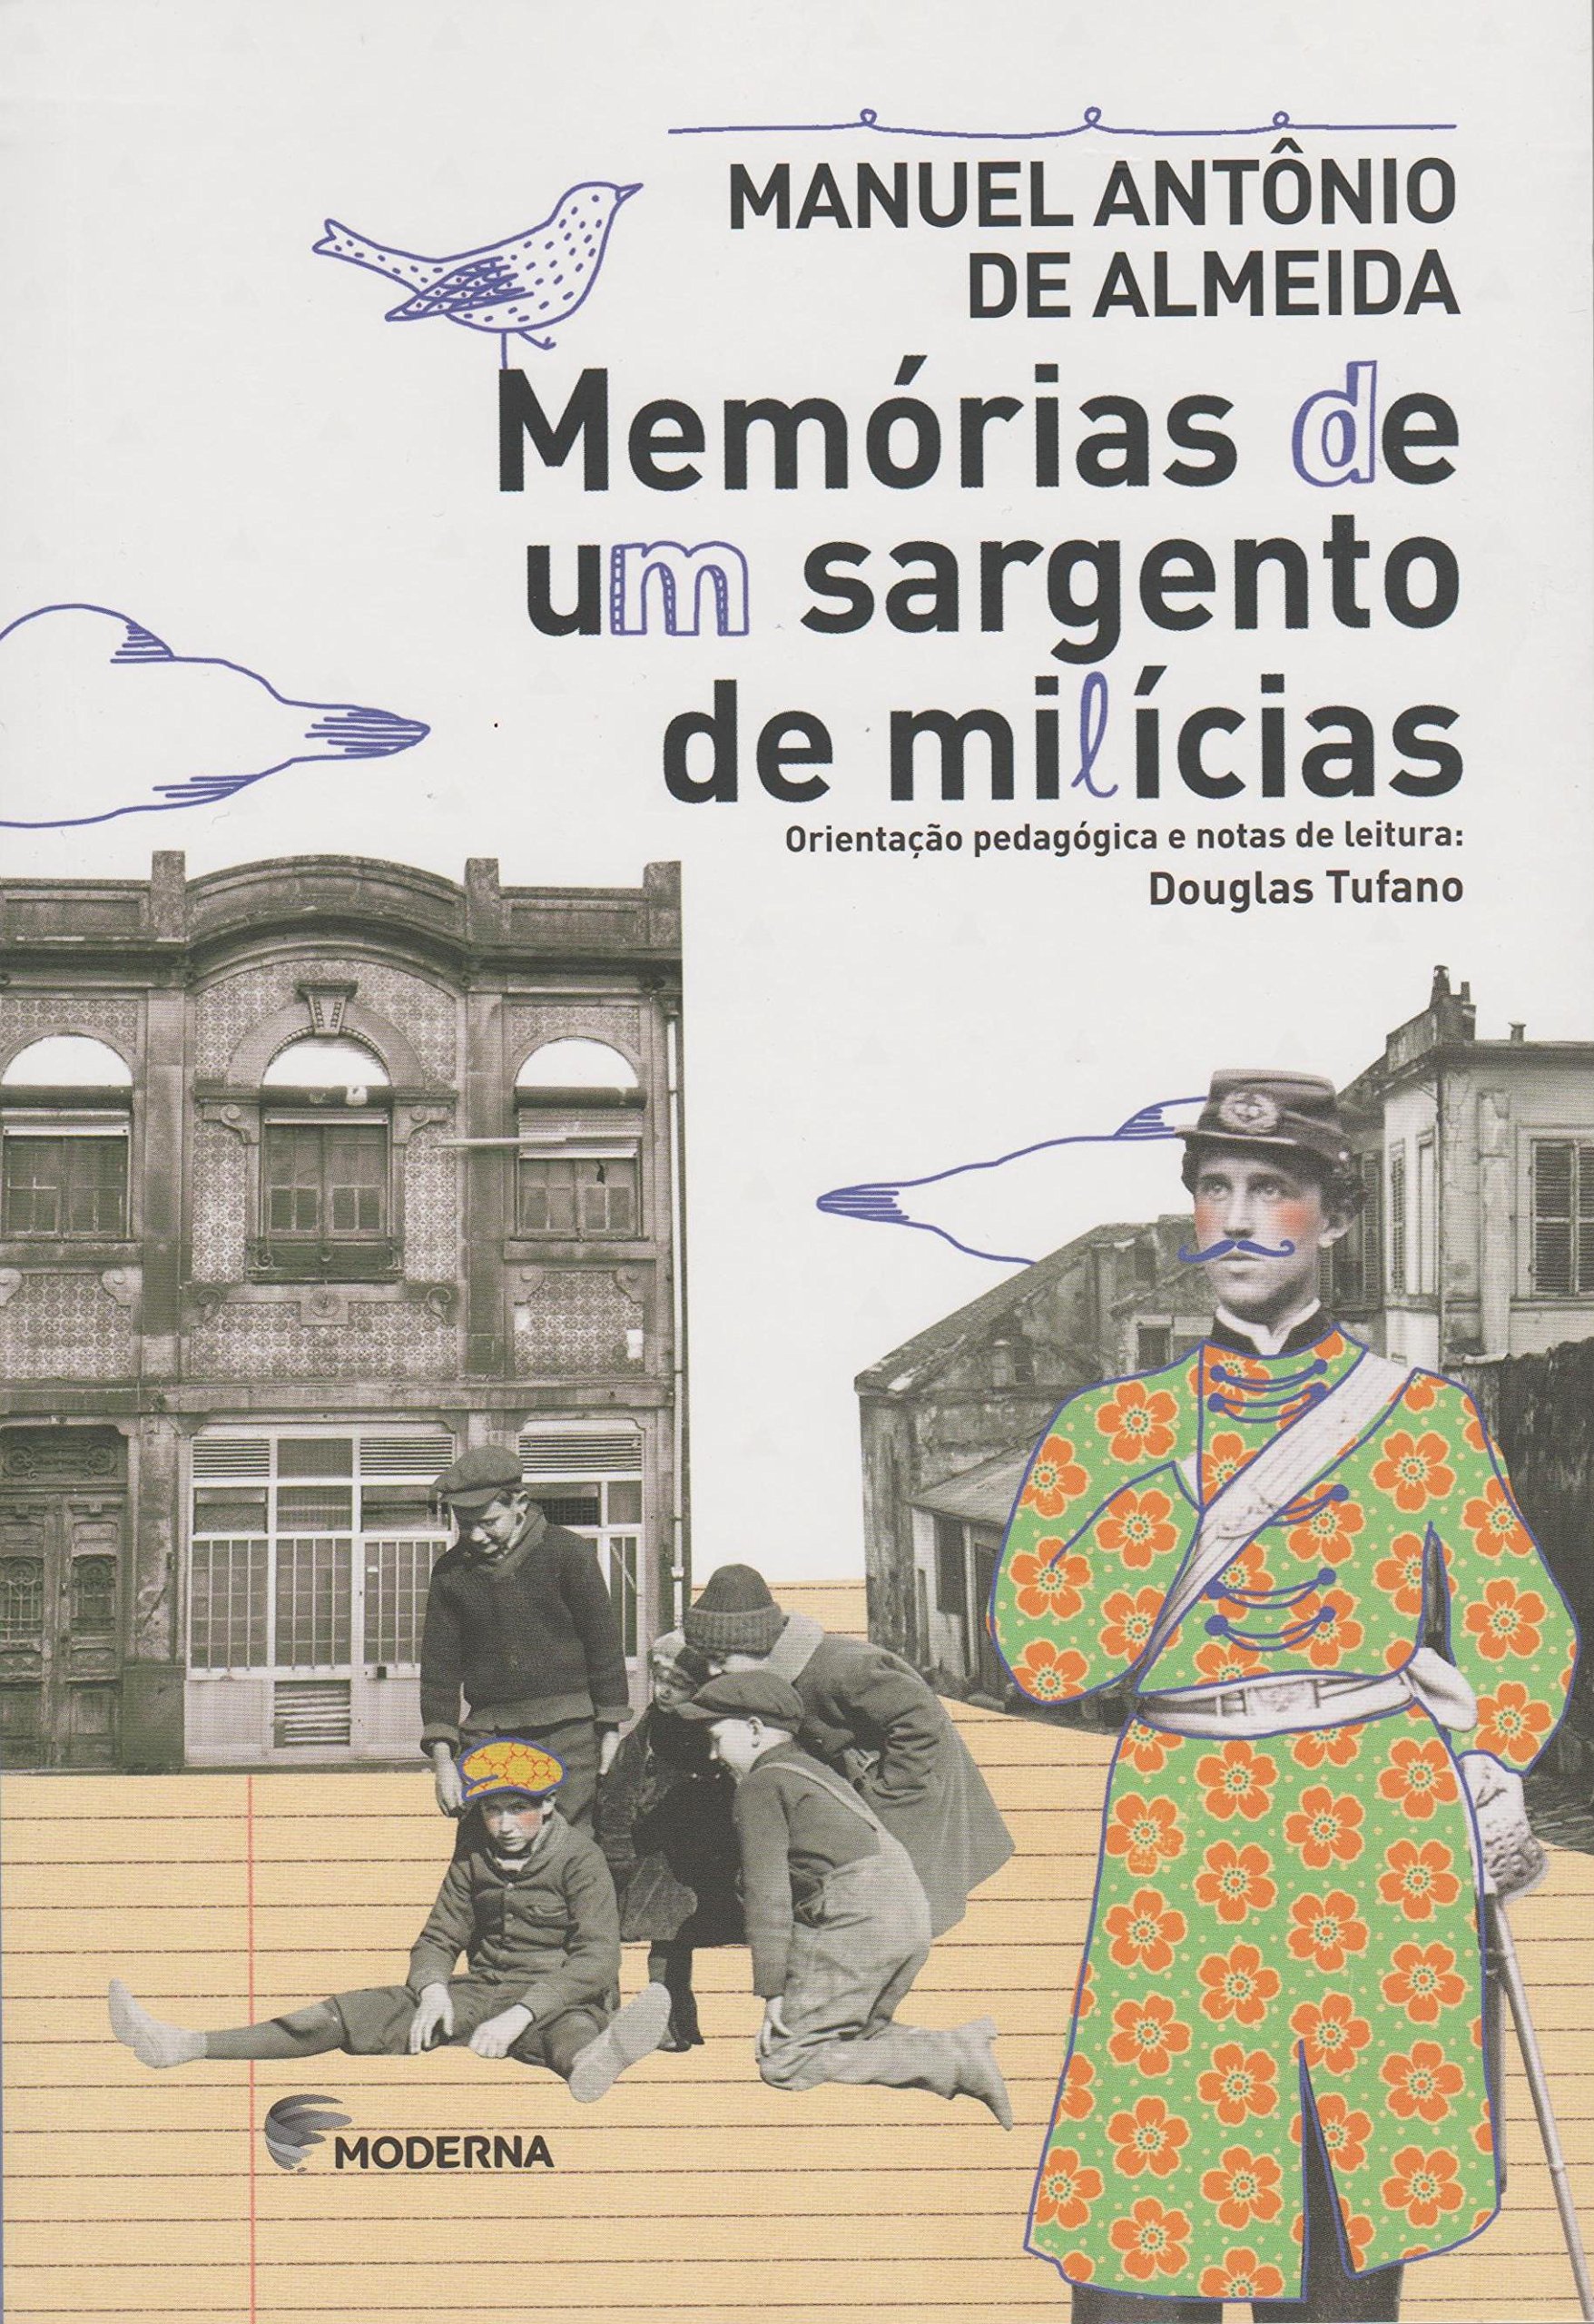 MANUEL ANTÔNIO
DE ALMEIDA
Memórias de
um sargento
de milícias
Orientação pedagógica e notas de leitura:
Douglas Tufano
MODERNA